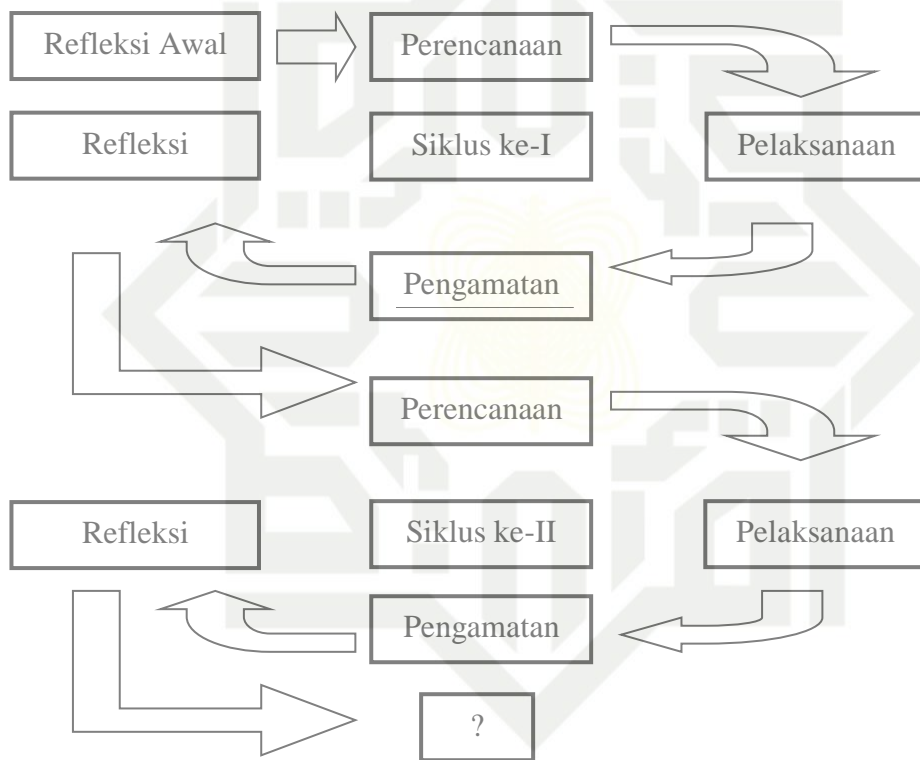 Refleksi Awal
Perencanaan
Refleksi
Siklus ke-I
Pelaksanaan
Pengamatan
Perencanaan
Refleksi
Siklus ke-II
Pelaksanaan
Pengamatan
?